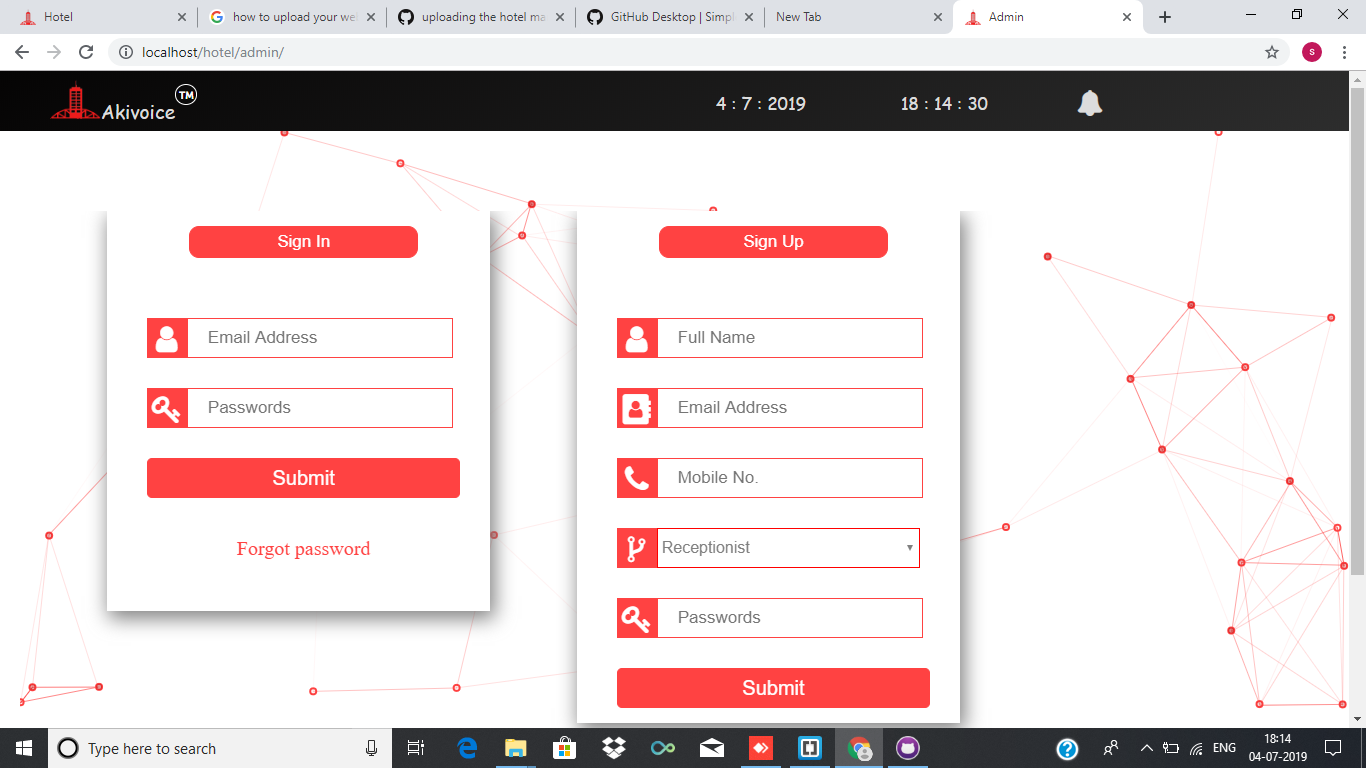 Hotel
how to upload your we
uploading the hotel ma
GitHub Desktop | Simpl
New Tab
Admin
localhost/hotel/admin/
S
Akivoice TM
4 : 7 : 2019
18 : 14 : 30
Sign In
Email Address
Passwords
Submit
Forgot password
Sign Up
Full Name
Email Address
Mobile No.
Receptionist
Passwords
Submit
Type here to search
ENG
18:14
04-07-2019